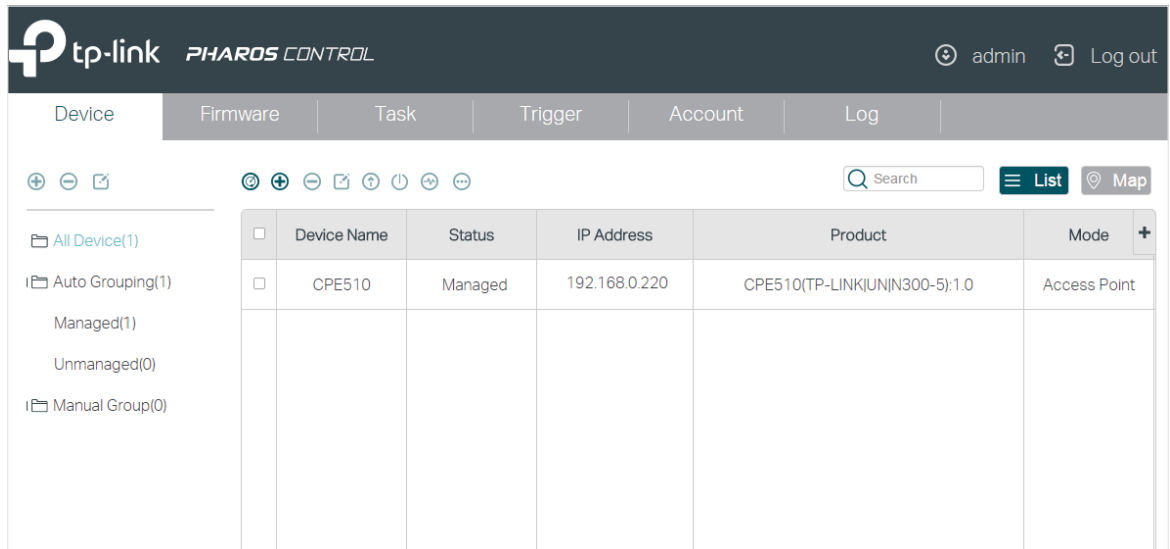 tp-link PHAROS CONTROL admin Log out
Device Firmware Task Trigger Account Log
Search List Map
All Device(1)
Auto Grouping(1)
Managed(1)
Unmanaged(0)
Manual Group(0)
Device Name Status IP Address Product Mode
CPE510 Managed 192.168.0.220 CPE510(TP-LINK|UN|N300-5):1.0 Access Point